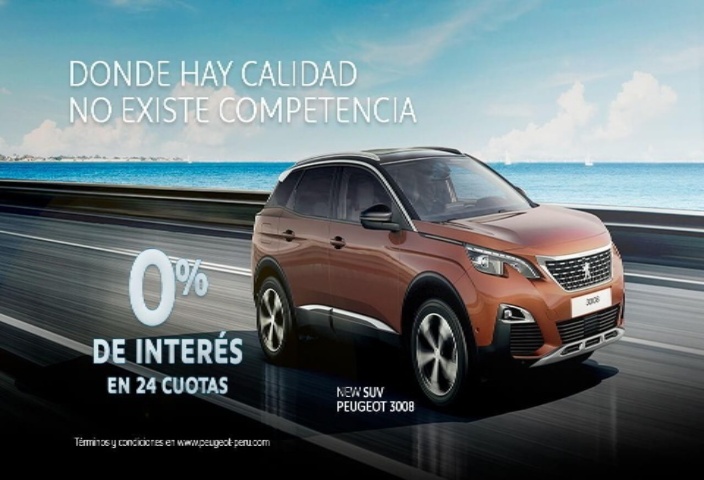 DONDE HAY CALIDAD
NO EXISTE COMPETENCIA
0%
DE INTERÉS
EN 24 CUOTAS
3008
NEW SUV
PEUGEOT 3008
Términos y condiciones en www.peugeot-peru.com